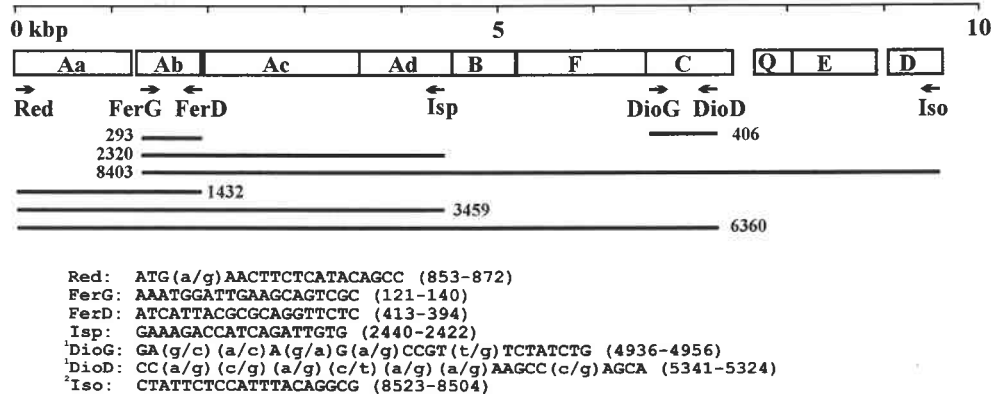 0 kbp 5 10
Aa Ab Ac Ad B F C Q E D
Red FerG FerD Isp DioG DioD Iso
293 406
2320
8403
1432
3459
6360
Red: ATG(a/g)AACTTCTCATACAGCC (853-872)
FerG: AAATGGATTGAAGCAGTCGC (121-140)
FerD: ATCATTACGCGCAGGTTCTC (413-394)
Isp: GAAAGACCATCAGATTGTG (2440-2422)
¹DioG: GA(g/c)(a/c)A(g/a)G(a/g)CCGT(t/g)TCTATCTG (4936-4956)
¹DioD: CC(a/g)(c/g)(a/g)(c/t)(a/g)(a/g)AAGCC(c/g)AGCA (5341-5324)
²Iso: CTATTCTCCATTTACAGGCG (8523-8504)